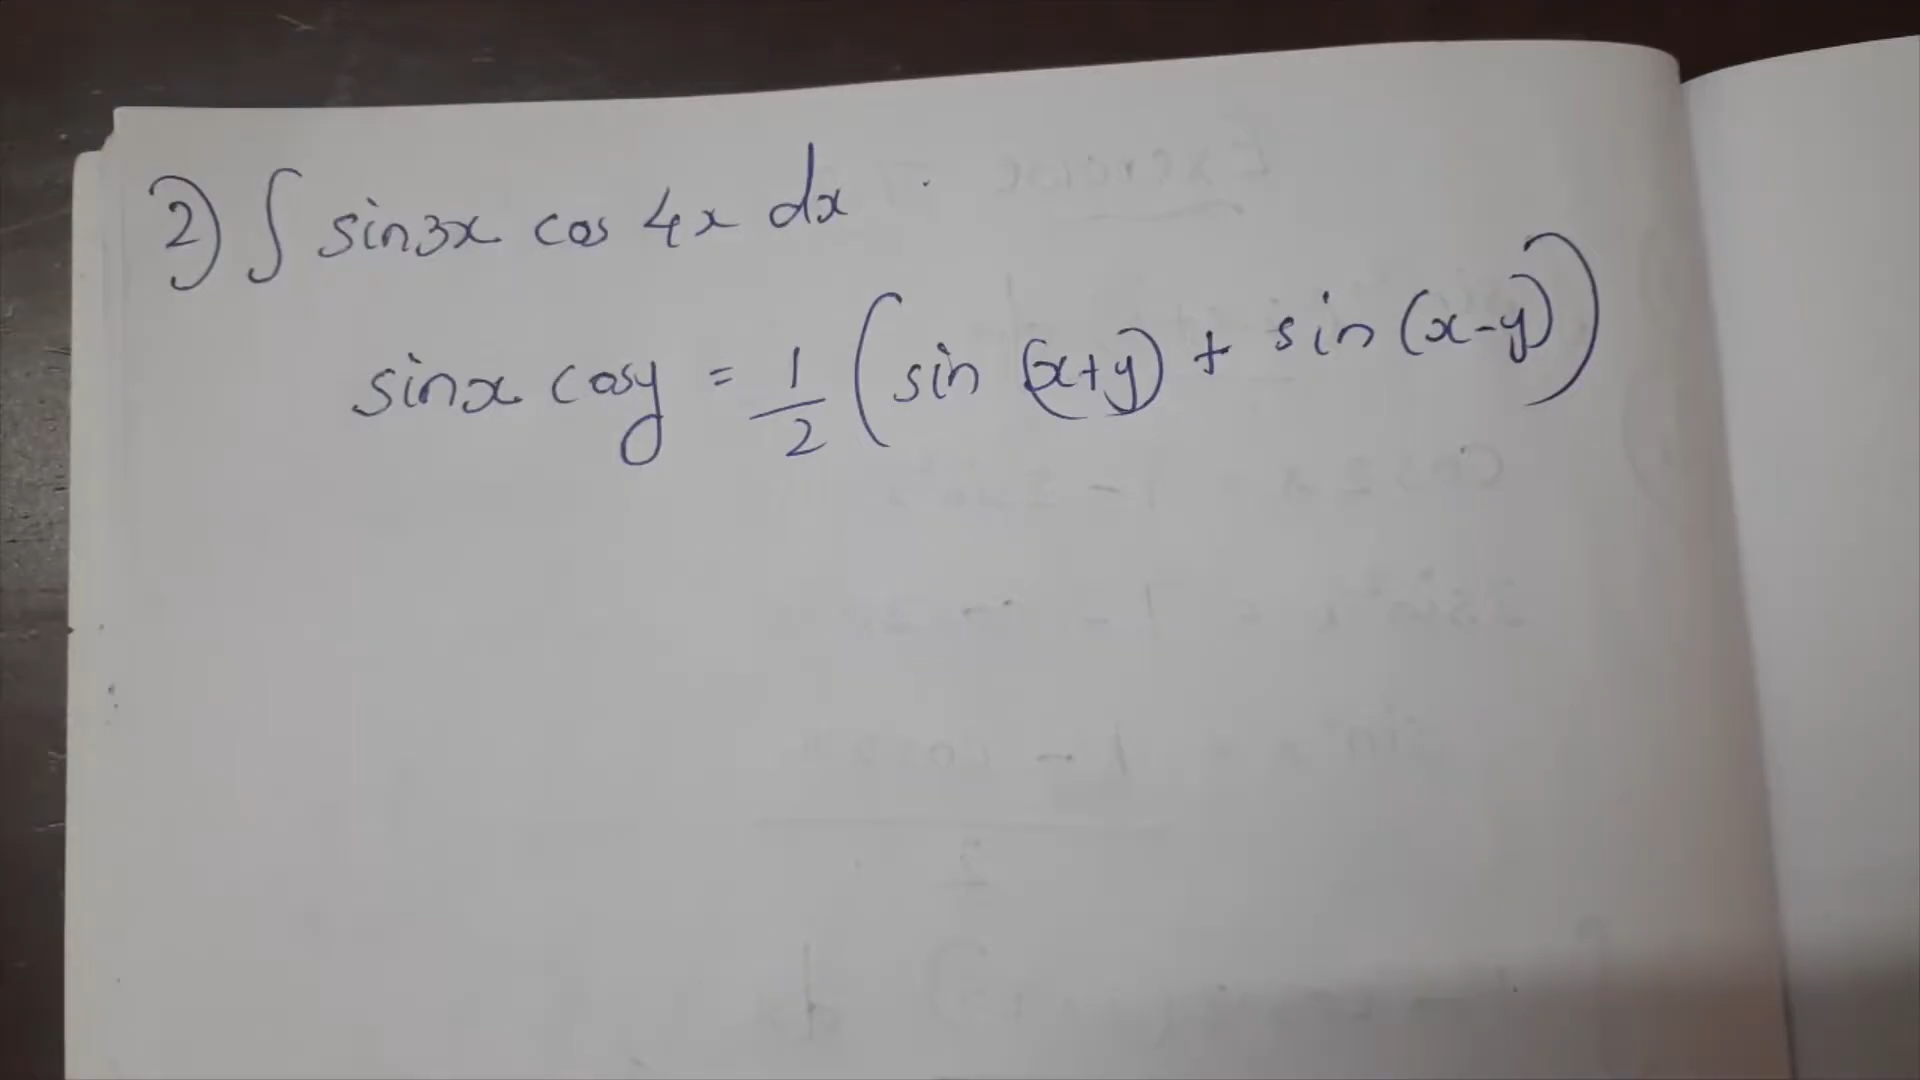 2) ∫ sin3x cos 4x dx
sinx cosy = 1/2 (sin (x+y) + sin (x-y))